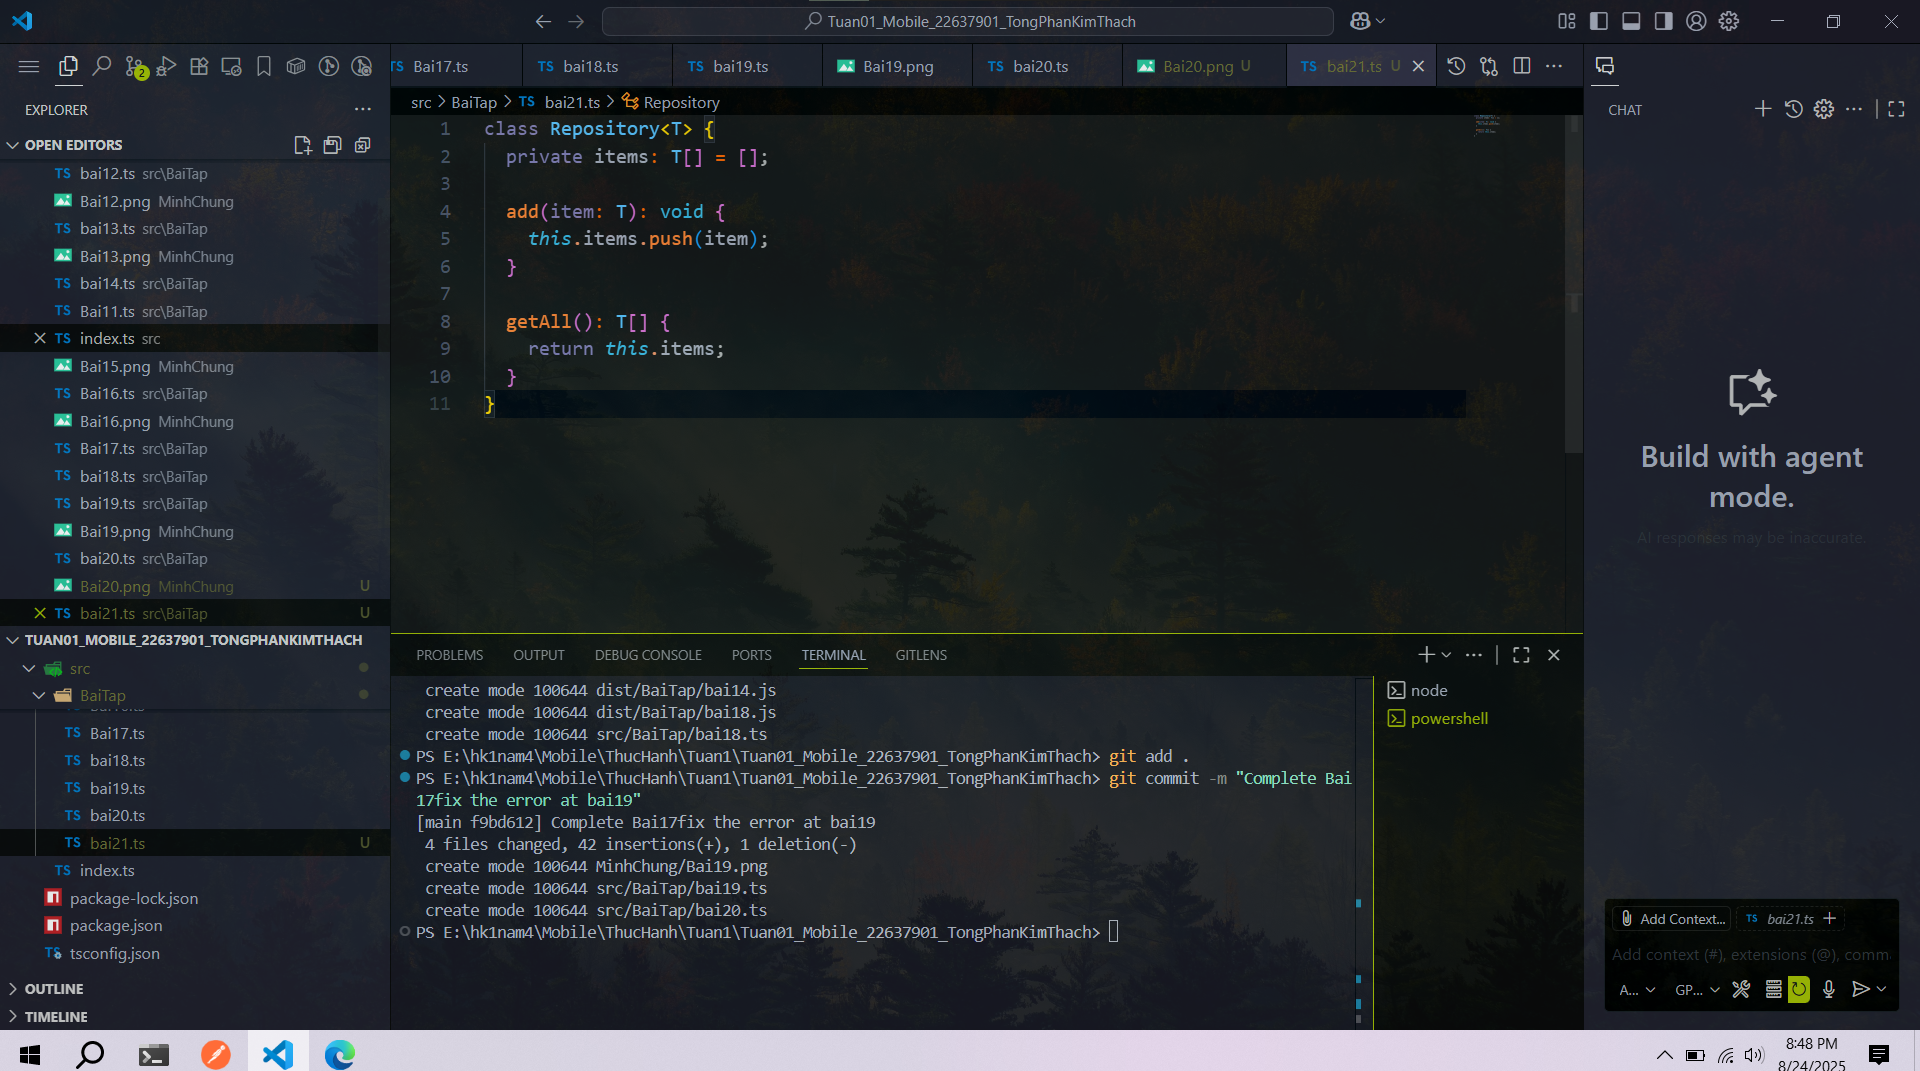 Tuan01_Mobile_22637901_TongPhanKimThach
2
EXPLORER
OPEN EDITORS
TS bai12.ts src\BaiTap
Bai12.png MinhChung
TS bai13.ts src\BaiTap
Bai13.png MinhChung
TS bai14.ts src\BaiTap
TS Bai11.ts src\BaiTap
TS index.ts src
Bai15.png MinhChung
TS Bai16.ts src\BaiTap
Bai16.png MinhChung
TS Bai17.ts src\BaiTap
TS bai18.ts src\BaiTap
TS bai19.ts src\BaiTap
Bai19.png MinhChung
TS bai20.ts src\BaiTap
Bai20.png MinhChung U
TS bai21.ts src\BaiTap U
TUAN01_MOBILE_22637901_TONGPHANKIMTHACH
src
BaiTap
TS Bai17.ts
TS bai18.ts
TS bai19.ts
TS bai20.ts
TS bai21.ts U
TS index.ts
package-lock.json
package.json
TS tsconfig.json
OUTLINE
TIMELINE
TS Bai17.ts
TS bai18.ts
TS bai19.ts
Bai19.png
TS bai20.ts
Bai20.png U
TS bai21.ts U
src > BaiTap > TS bai21.ts > Repository
1 class Repository<T> {
2 private items: T[] = [];
3
4 add(item: T): void {
5 this.items.push(item);
6 }
7
8 getAll(): T[] {
9 return this.items;
10 }
11 }
PROBLEMS OUTPUT DEBUG CONSOLE PORTS TERMINAL GITLENS
create mode 100644 dist/BaiTap/bai14.js
create mode 100644 dist/BaiTap/bai18.js
create mode 100644 src/BaiTap/bai18.ts
PS E:\hk1nam4\Mobile\ThucHanh\Tuan1\Tuan01_Mobile_22637901_TongPhanKimThach> git add .
PS E:\hk1nam4\Mobile\ThucHanh\Tuan1\Tuan01_Mobile_22637901_TongPhanKimThach> git commit -m "Complete Bai
17fix the error at bai19"
[main f9bd612] Complete Bai17fix the error at bai19
4 files changed, 42 insertions(+), 1 deletion(-)
create mode 100644 MinhChung/Bai19.png
create mode 100644 src/BaiTap/bai19.ts
create mode 100644 src/BaiTap/bai20.ts
PS E:\hk1nam4\Mobile\ThucHanh\Tuan1\Tuan01_Mobile_22637901_TongPhanKimThach>
node
powershell
CHAT
Build with agent
mode.
AI responses may be inaccurate.
Add Context... TS bai21.ts
Add context (#), extensions (@), comm
A... GP...
8:48 PM
8/24/2025